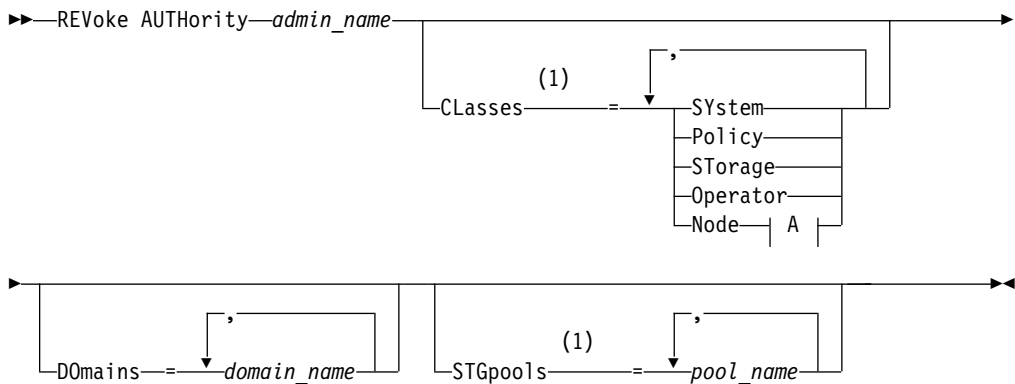 REVoke AUTHority admin_name
,
(1)
CLasses = SYstem
Policy
STorage
Operator
Node A
, ,
(1)
DOmains = domain_name STGpools = pool_name